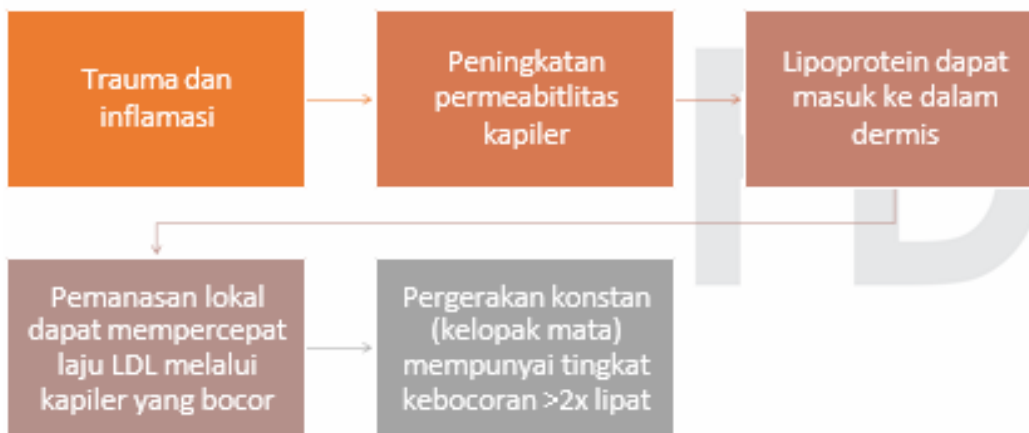 Trauma dan
inflamasi
Peningkatan
permeabitlitas
kapiler
Lipoprotein dapat
masuk ke dalam
dermis
Pemanasan lokal
dapat mempercepat
laju LDL melalui
kapiler yang bocor
Pergerakan konstan
(kelopak mata)
mempunyai tingkat
kebocoran >2x lipat